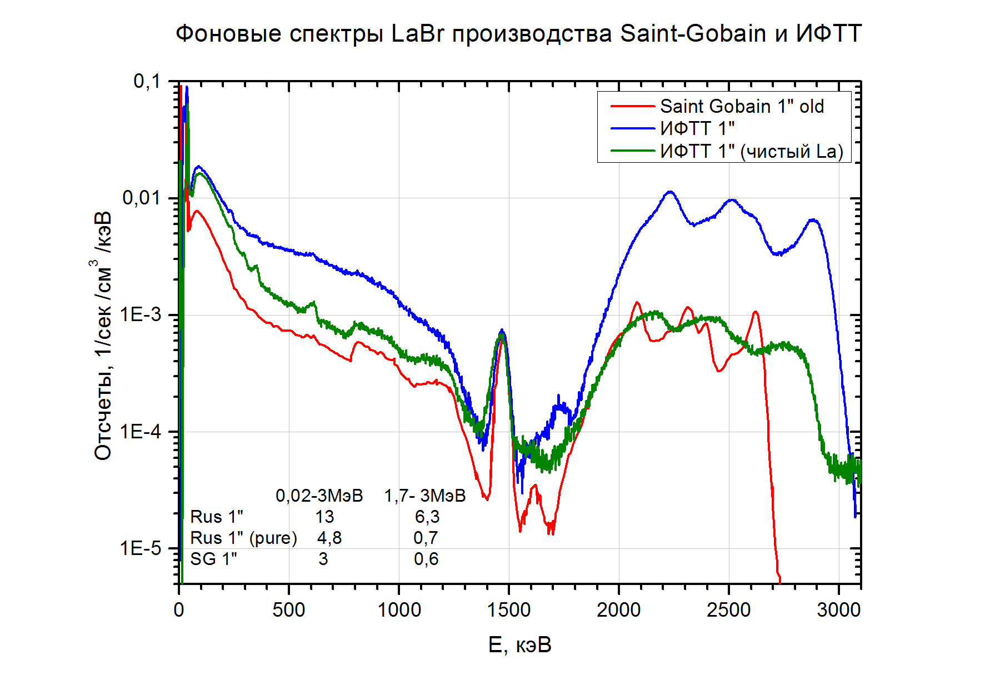 Фоновые спектры LaBr производства Saint-Gobain и ИФТТ
Saint Gobain 1" old
ИФТТ 1"
ИФТТ 1" (чистый La)
Отсчеты, 1/сек /см³ /кэВ
0,1
0,01
1E-3
1E-4
1E-5
0,02-3МэВ 1,7- 3МэВ
Rus 1" 13 6,3
Rus 1" (pure) 4,8 0,7
SG 1" 3 0,6
0 500 1000 1500 2000 2500 3000
E, кэВ